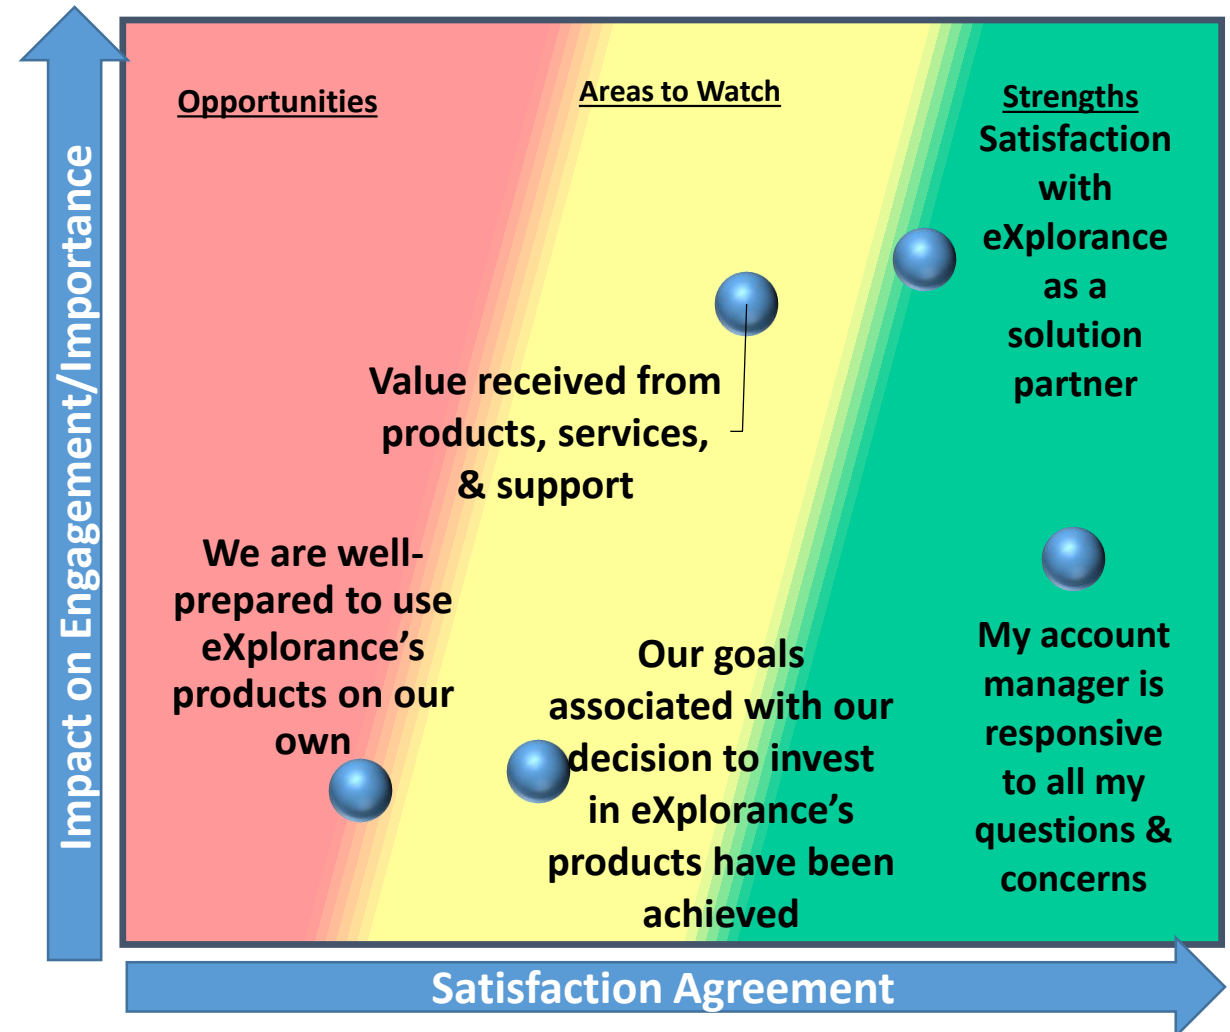 Impact on Engagement/Importance
Opportunities
Areas to Watch
Strengths
Satisfaction
with
eXplorance
as a
solution
partner
Value received from
products, services,
& support
We are well-
prepared to use
eXplorance’s
products on our
own
Our goals
associated with our
decision to invest
in eXplorance’s
products have been
achieved
My account
manager is
responsive
to all my
questions &
concerns
Satisfaction Agreement